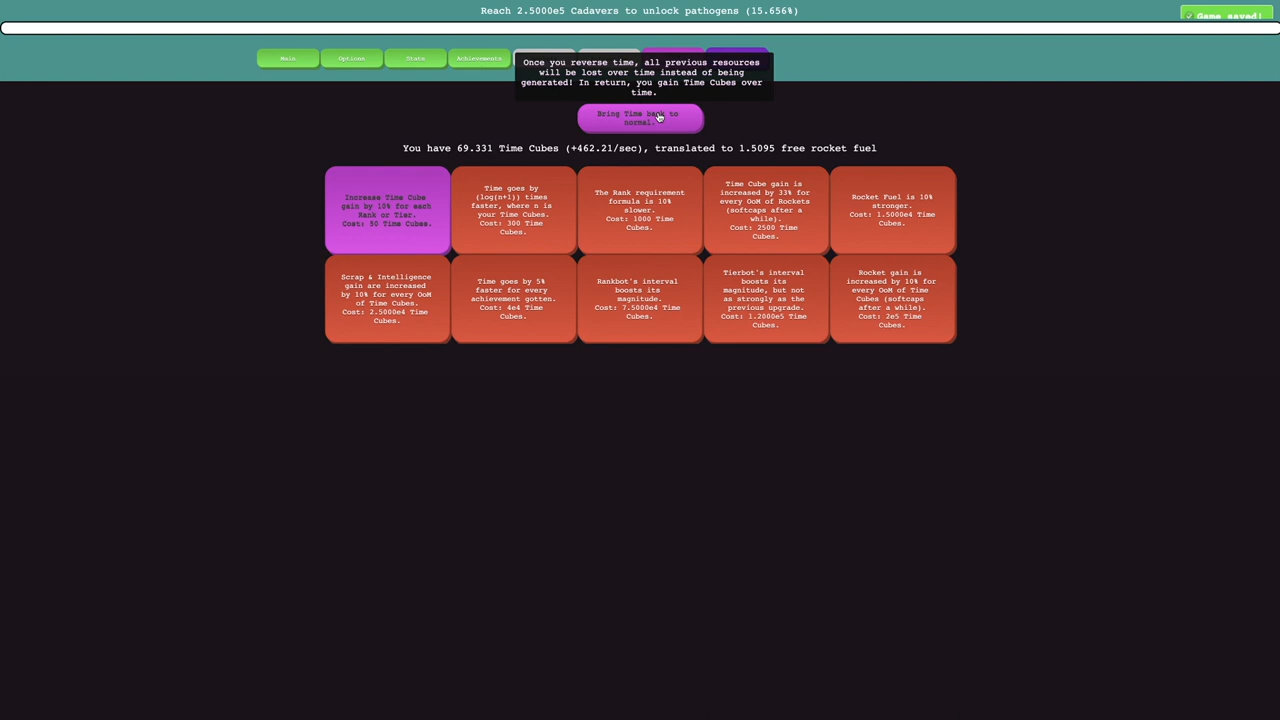 Reach 2.5000e5 Cadavers to unlock pathogens (15.656%)
Game saved!
Main
Options
Stats
Achievements
Once you reverse time, all previous resources
will be lost over time instead of being
generated! In return, you gain Time Cubes over
time.
Bring Time back to
normal.
You have 69.331 Time Cubes (+462.21/sec), translated to 1.5095 free rocket fuel
Increase Time Cube
gain by 10% for each
Rank or Tier.
Cost: 50 Time Cubes.
Time goes by
(log(n+1)) times
faster, where n is
your Time Cubes.
Cost: 300 Time
Cubes.
The Rank requirement
formula is 10%
slower.
Cost: 1000 Time
Cubes.
Time Cube gain is
increased by 33% for
every OoM of Rockets
(softcaps after a
while).
Cost: 2500 Time
Cubes.
Rocket Fuel is 10%
stronger.
Cost: 1.5000e4 Time
Cubes.
Scrap & Intelligence
gain are increased
by 10% for every OoM
of Time Cubes.
Cost: 2.5000e4 Time
Cubes.
Time goes by 5%
faster for every
achievement gotten.
Cost: 4e4 Time
Cubes.
Rankbot's interval
boosts its
magnitude.
Cost: 7.5000e4 Time
Cubes.
Tierbot's interval
boosts its
magnitude, but not
as strongly as the
previous upgrade.
Cost: 1.2000e5 Time
Cubes.
Rocket gain is
increased by 10% for
every OoM of Time
Cubes (softcaps
after a while).
Cost: 2e5 Time
Cubes.